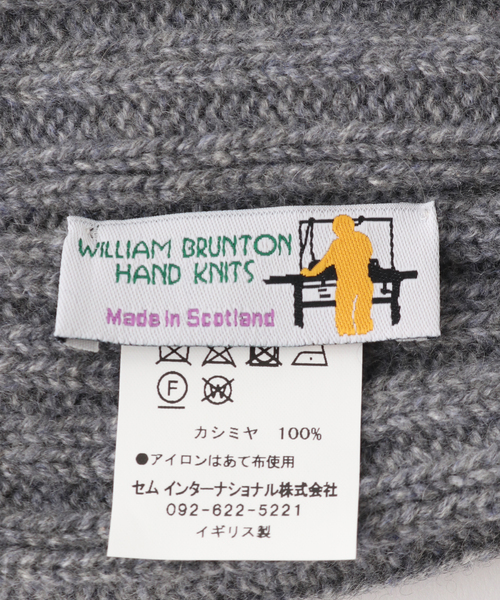 WILLIAM BRUNTON
HAND KNITS
Made in Scotland
F
W
カシミヤ 100%
●アイロンはあて布使用
セム インターナショナル株式会社
092-622-5221
イギリス製